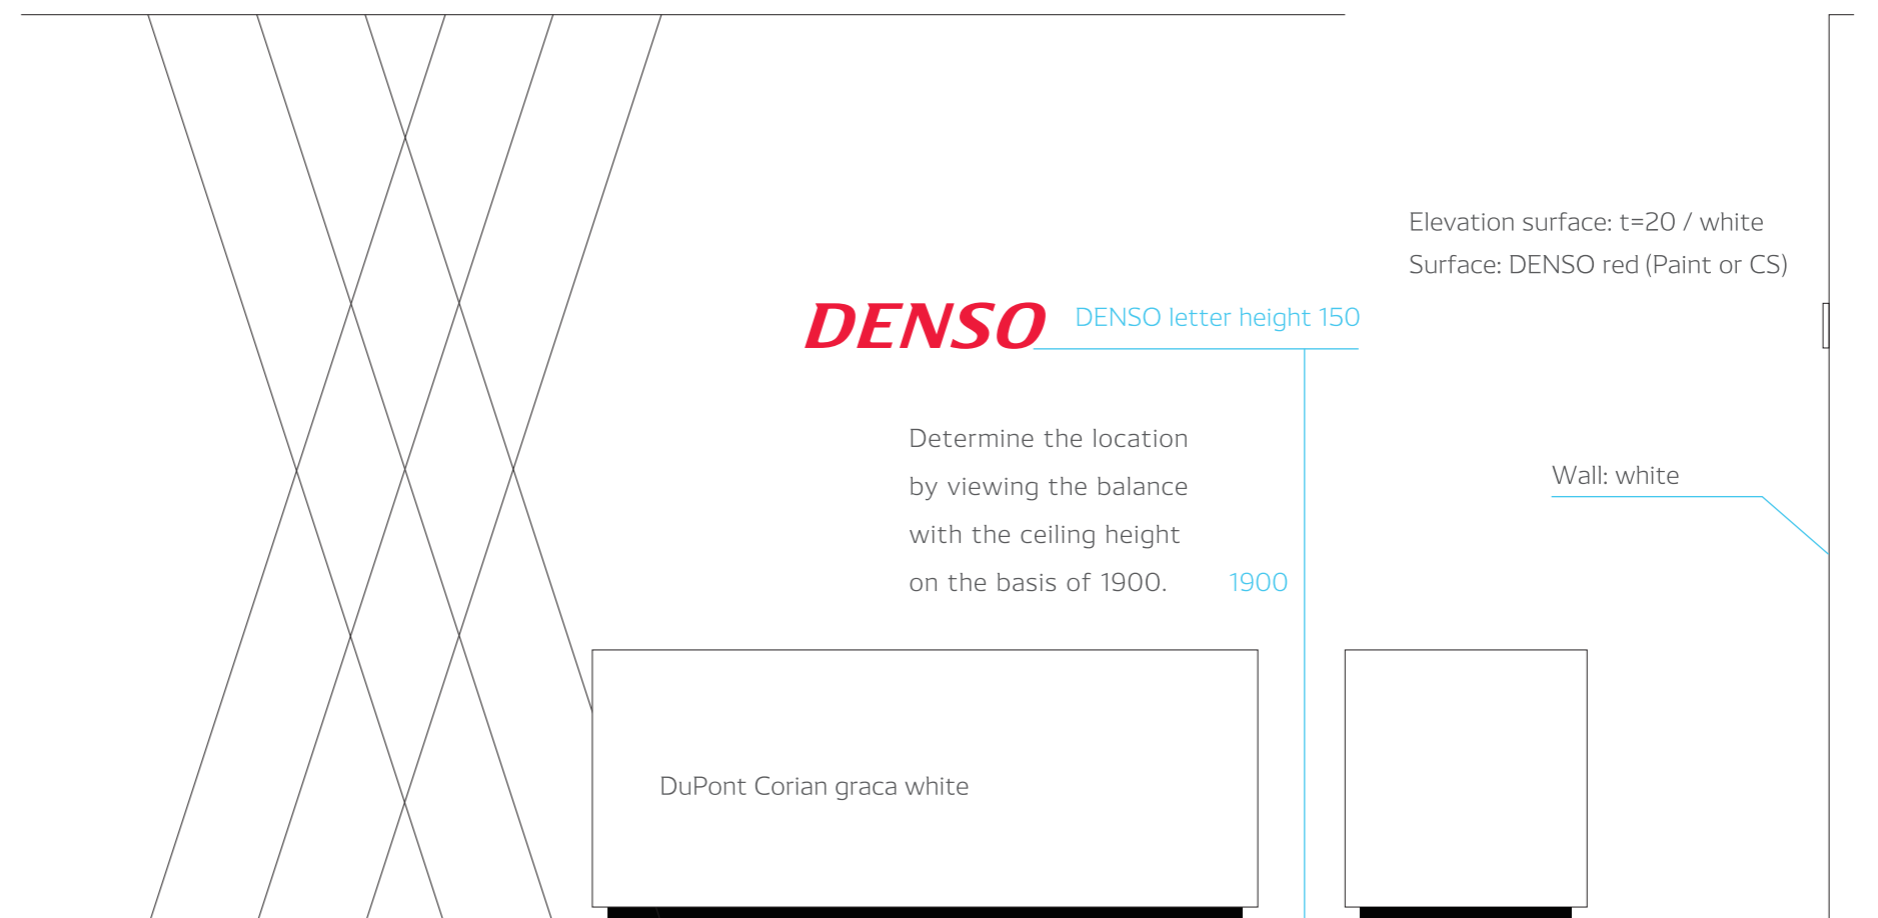 Elevation surface: t=20 / white
Surface: DENSO red (Paint or CS)
DENSO
DENSO letter height 150
Determine the location
by viewing the balance
with the ceiling height
on the basis of 1900.
1900
Wall: white
DuPont Corian graca white